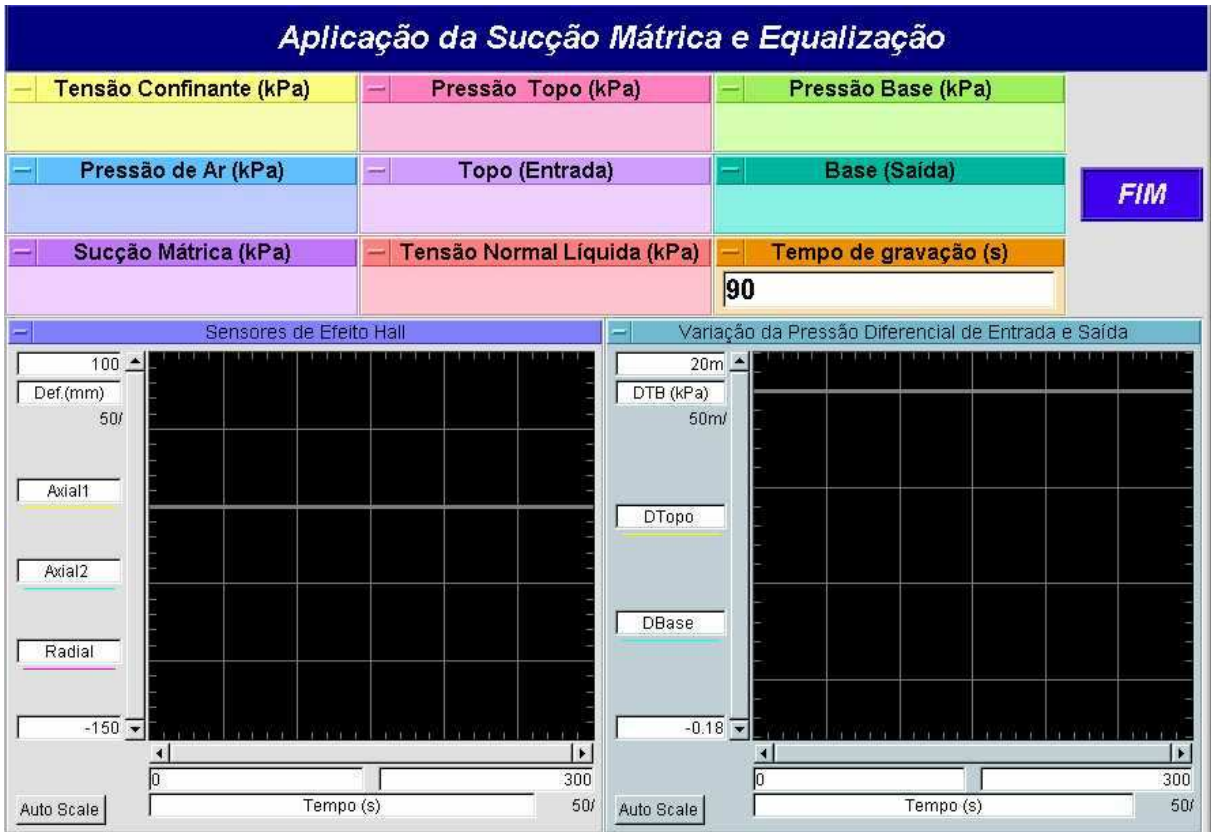 Aplicação da Sucção Mátrica e Equalização
Tensão Confinante (kPa)
Pressão Topo (kPa)
Pressão Base (kPa)
Pressão de Ar (kPa)
Topo (Entrada)
Base (Saída)
FIM
Sucção Mátrica (kPa)
Tensão Normal Líquida (kPa)
Tempo de gravação (s)
90
Sensores de Efeito Hall
100
Def.(mm)
50/
Axial1
Axial2
Radial
-150
0
300
Auto Scale
Tempo (s)
50/
Variação da Pressão Diferencial de Entrada e Saída
20m
DTB (kPa)
50m/
DTopo
DBase
-0.18
0
300
Auto Scale
Tempo (s)
50/